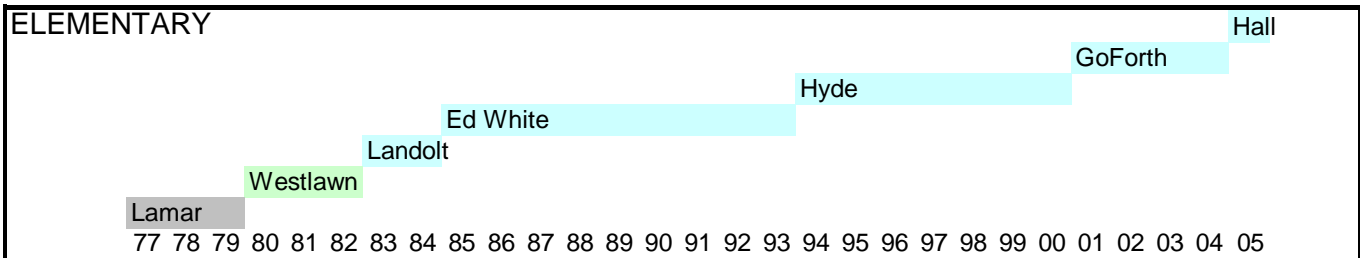 ELEMENTARY
Hall
GoForth
Hyde
Ed White
Landolt
Westlawn
Lamar
77 78 79 80 81 82 83 84 85 86 87 88 89 90 91 92 93 94 95 96 97 98 99 00 01 02 03 04 05